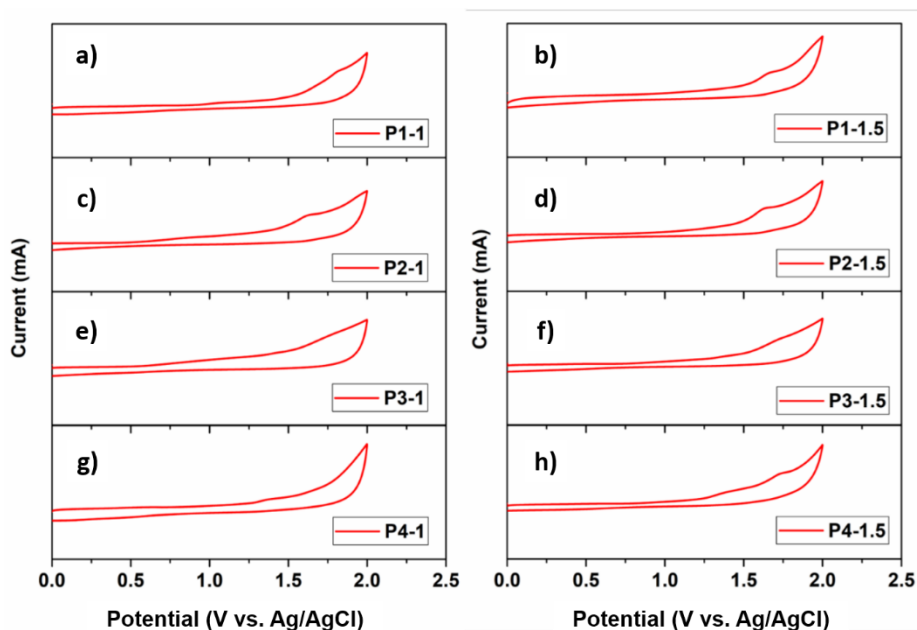 a)
P1-1
b)
P1-1.5
c)
P2-1
d)
P2-1.5
e)
P3-1
f)
P3-1.5
g)
P4-1
h)
P4-1.5
Current (mA)
Current (mA)
0.0 0.5 1.0 1.5 2.0 2.5
0.0 0.5 1.0 1.5 2.0 2.5
Potential (V vs. Ag/AgCl)
Potential (V vs. Ag/AgCl)